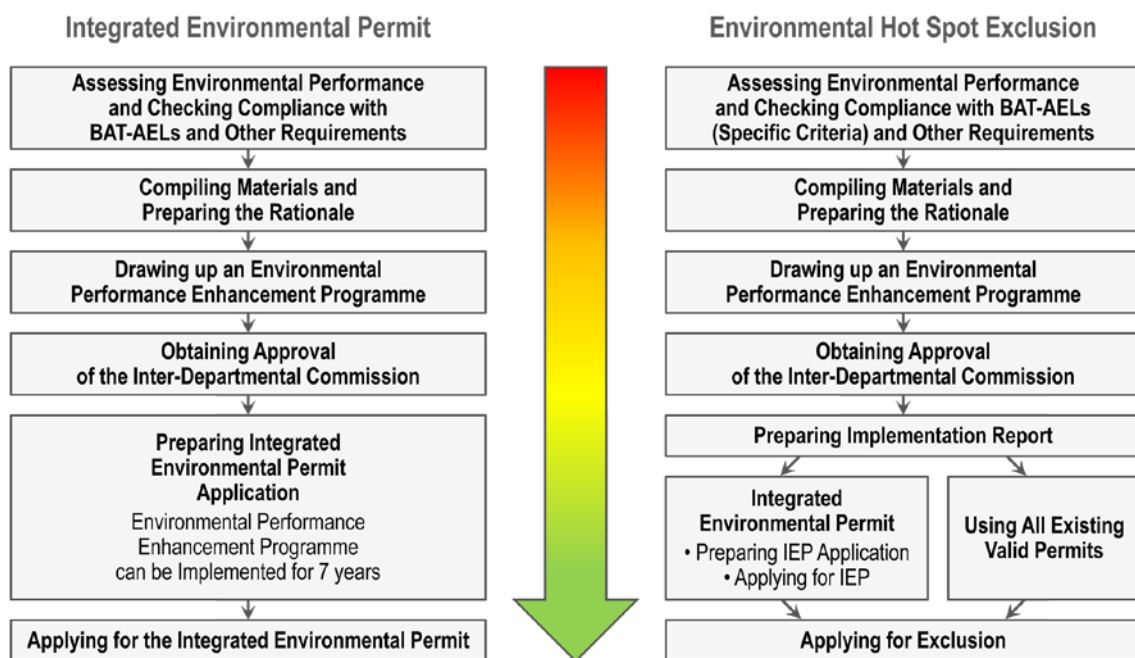 Integrated Environmental Permit
Assessing Environmental Performance
and Checking Compliance with
BAT-AELs and Other Requirements
Compiling Materials and
Preparing the Rationale
Drawing up an Environmental
Performance Enhancement Programme
Obtaining Approval
of the Inter-Departmental Commission
Preparing Integrated
Environmental Permit
Application
Environmental Performance
Enhancement Programme
can be Implemented for 7 years
Applying for the Integrated Environmental Permit
Environmental Hot Spot Exclusion
Assessing Environmental Performance
and Checking Compliance with BAT-AELs
(Specific Criteria) and Other Requirements
Compiling Materials and
Preparing the Rationale
Drawing up an Environmental
Performance Enhancement Programme
Obtaining Approval
of the Inter-Departmental Commission
Preparing Implementation Report
Integrated
Environmental Permit
• Preparing IEP Application
• Applying for IEP
Using All Existing
Valid Permits
Applying for Exclusion